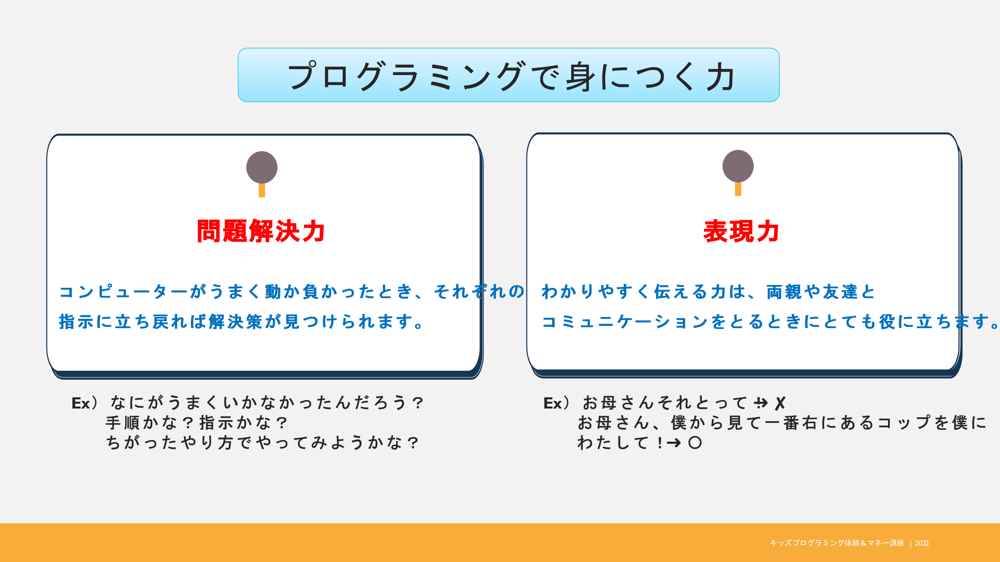 プログラミングで身につく力
問題解決力
コンピューターがうまく動か負かったとき、それぞれの
指示に立ち戻れば解決策が見つけられます。
Ex） なにがうまくいかなかったんだろう？
手順かな？指示かな？
ちがったやり方でやってみようかな？
表現力
わかりやすく伝える力は、両親や友達と
コミュニケーションをとるときにとても役に立ちます。
Ex） お母さんそれとって！→ X
お母さん、僕から見て一番右にあるコップを僕に
わたして！→ 〇
キッズプログラミング体験＆マネー講座 | 2022